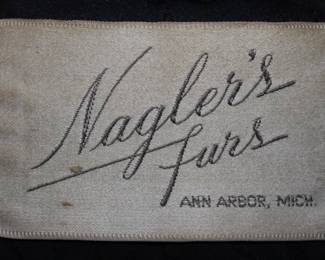 Nagler's
furs
ANN ARBOR, MICH.